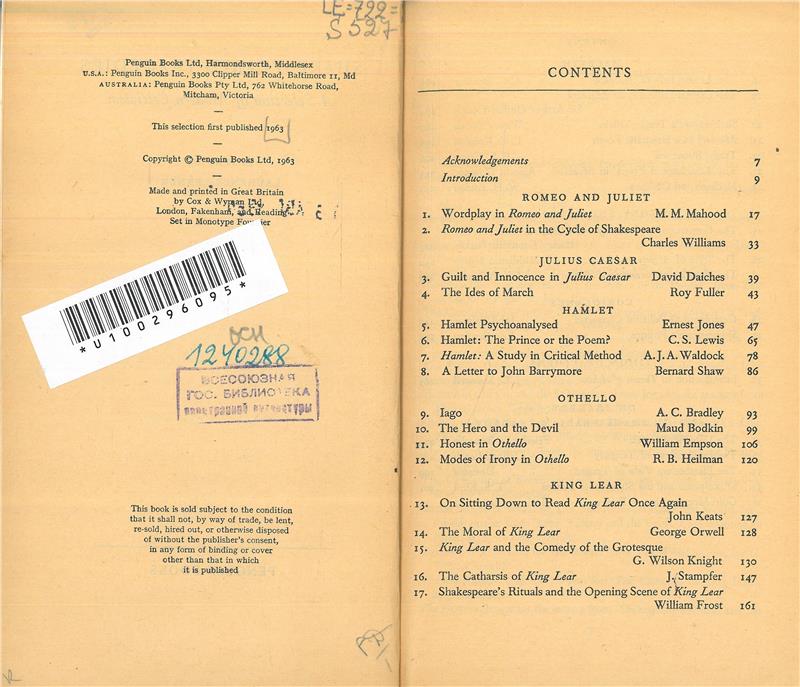 LE=722=
S 527
Penguin Books Ltd, Harmondsworth, Middlesex
U.S.A.: Penguin Books Inc., 3300 Clipper Mill Road, Baltimore 11, Md
AUSTRALIA: Penguin Books Pty Ltd, 762 Whitehorse Road,
Mitcham, Victoria
This selection first published 1963
Copyright © Penguin Books Ltd, 1963
Made and printed in Great Britain
by Cox & Wyman Ltd,
London, Fakenham, and Reading
Set in Monotype Fournier
*U100296095*
1240288
ВСЕСОЮЗНАЯ
ГОС. БИБЛИОТЕКА
иностранной литературы
This book is sold subject to the condition
that it shall not, by way of trade, be lent,
re-sold, hired out, or otherwise disposed
of without the publisher's consent,
in any form of binding or cover
other than that in which
it is published
CONTENTS
Acknowledgements 7
Introduction 9
ROMEO AND JULIET
1. Wordplay in Romeo and Juliet M. M. Mahood 17
2. Romeo and Juliet in the Cycle of Shakespeare
Charles Williams 33
JULIUS CAESAR
3. Guilt and Innocence in Julius Caesar David Daiches 39
4. The Ides of March Roy Fuller 43
HAMLET
5. Hamlet Psychoanalysed Ernest Jones 47
6. Hamlet: The Prince or the Poem? C. S. Lewis 65
7. Hamlet: A Study in Critical Method A. J. A. Waldock 78
8. A Letter to John Barrymore Bernard Shaw 86
OTHELLO
9. Iago A. C. Bradley 93
10. The Hero and the Devil Maud Bodkin 99
11. Honest in Othello William Empson 106
12. Modes of Irony in Othello R. B. Heilman 120
KING LEAR
13. On Sitting Down to Read King Lear Once Again
John Keats 127
14. The Moral of King Lear George Orwell 128
15. King Lear and the Comedy of the Grotesque
G. Wilson Knight 130
16. The Catharsis of King Lear J. Stampfer 147
17. Shakespeare's Rituals and the Opening Scene of King Lear
William Frost 161